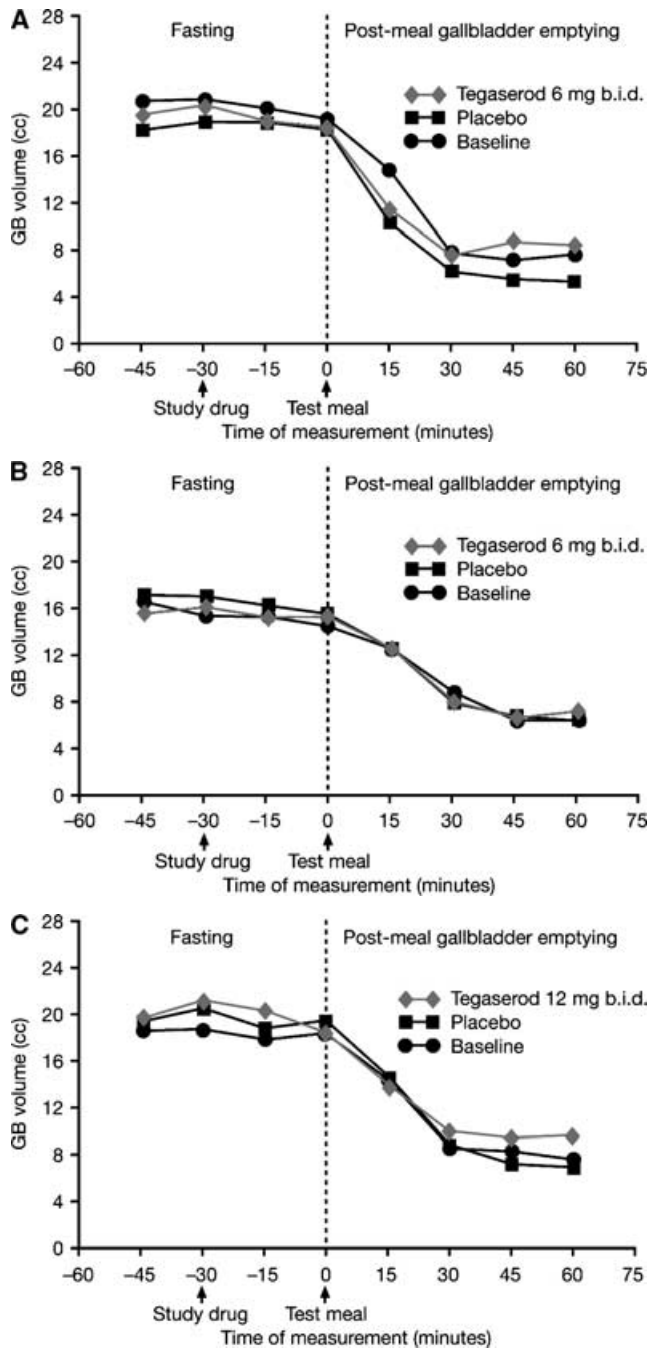 A
Fasting
Post-meal gallbladder emptying
28
24
20
16
12
8
4
0
GB volume (cc)
Tegaserod 6 mg b.i.d.
Placebo
Baseline
−60 −45 −30 −15 0 15 30 45 60 75
Study drug Test meal
Time of measurement (minutes)
B
Fasting
Post-meal gallbladder emptying
28
24
20
16
12
8
4
0
GB volume (cc)
Tegaserod 6 mg b.i.d.
Placebo
Baseline
−60 −45 −30 −15 0 15 30 45 60 75
Study drug Test meal
Time of measurement (minutes)
C
Fasting
Post-meal gallbladder emptying
28
24
20
16
12
8
4
0
GB volume (cc)
Tegaserod 12 mg b.i.d.
Placebo
Baseline
−60 −45 −30 −15 0 15 30 45 60 75
Study drug Test meal
Time of measurement (minutes)